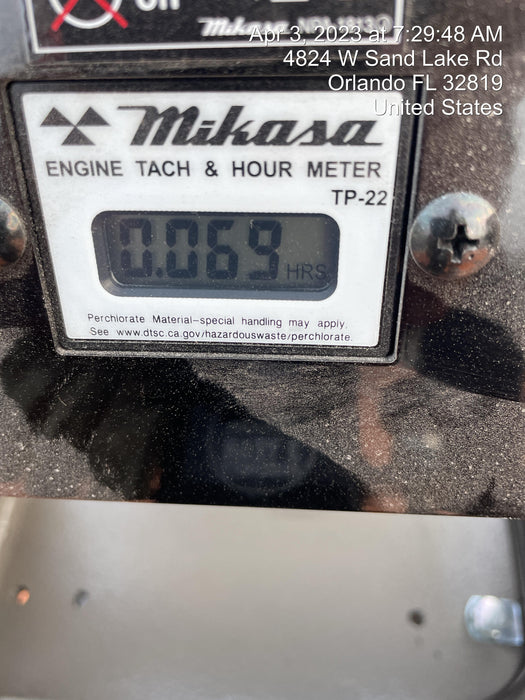 Off
Mikasa
Apr 3, 2023 at 7:29:48 AM
4824 W Sand Lake Rd
Orlando FL 32819
United States
Mikasa
ENGINE TACH & HOUR METER
TP-22
0.069 HRS
Perchlorate Material-special handling may apply.
See www.dtsc.ca.gov/hazardouswaste/perchlorate.